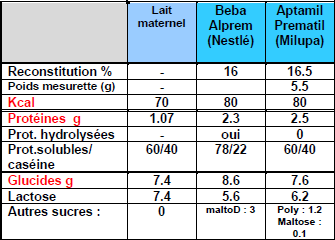 Lait maternel Beba Alprem (Nestlé) Aptamil Prematil (Milupa)
Reconstitution % - 16 16.5
Poids mesurette (g) - 5.5
Kcal 70 80 80
Protéines g 1.07 2.3 2.5
Prot. hydrolysées - oui 0
Prot.solubles/ caséine 60/40 78/22 60/40
Glucides g 7.4 8.6 7.6
Lactose 7.4 5.6 6.2
Autres sucres : 0 maltoD : 3 Poly : 1.2 Maltose : 0.1